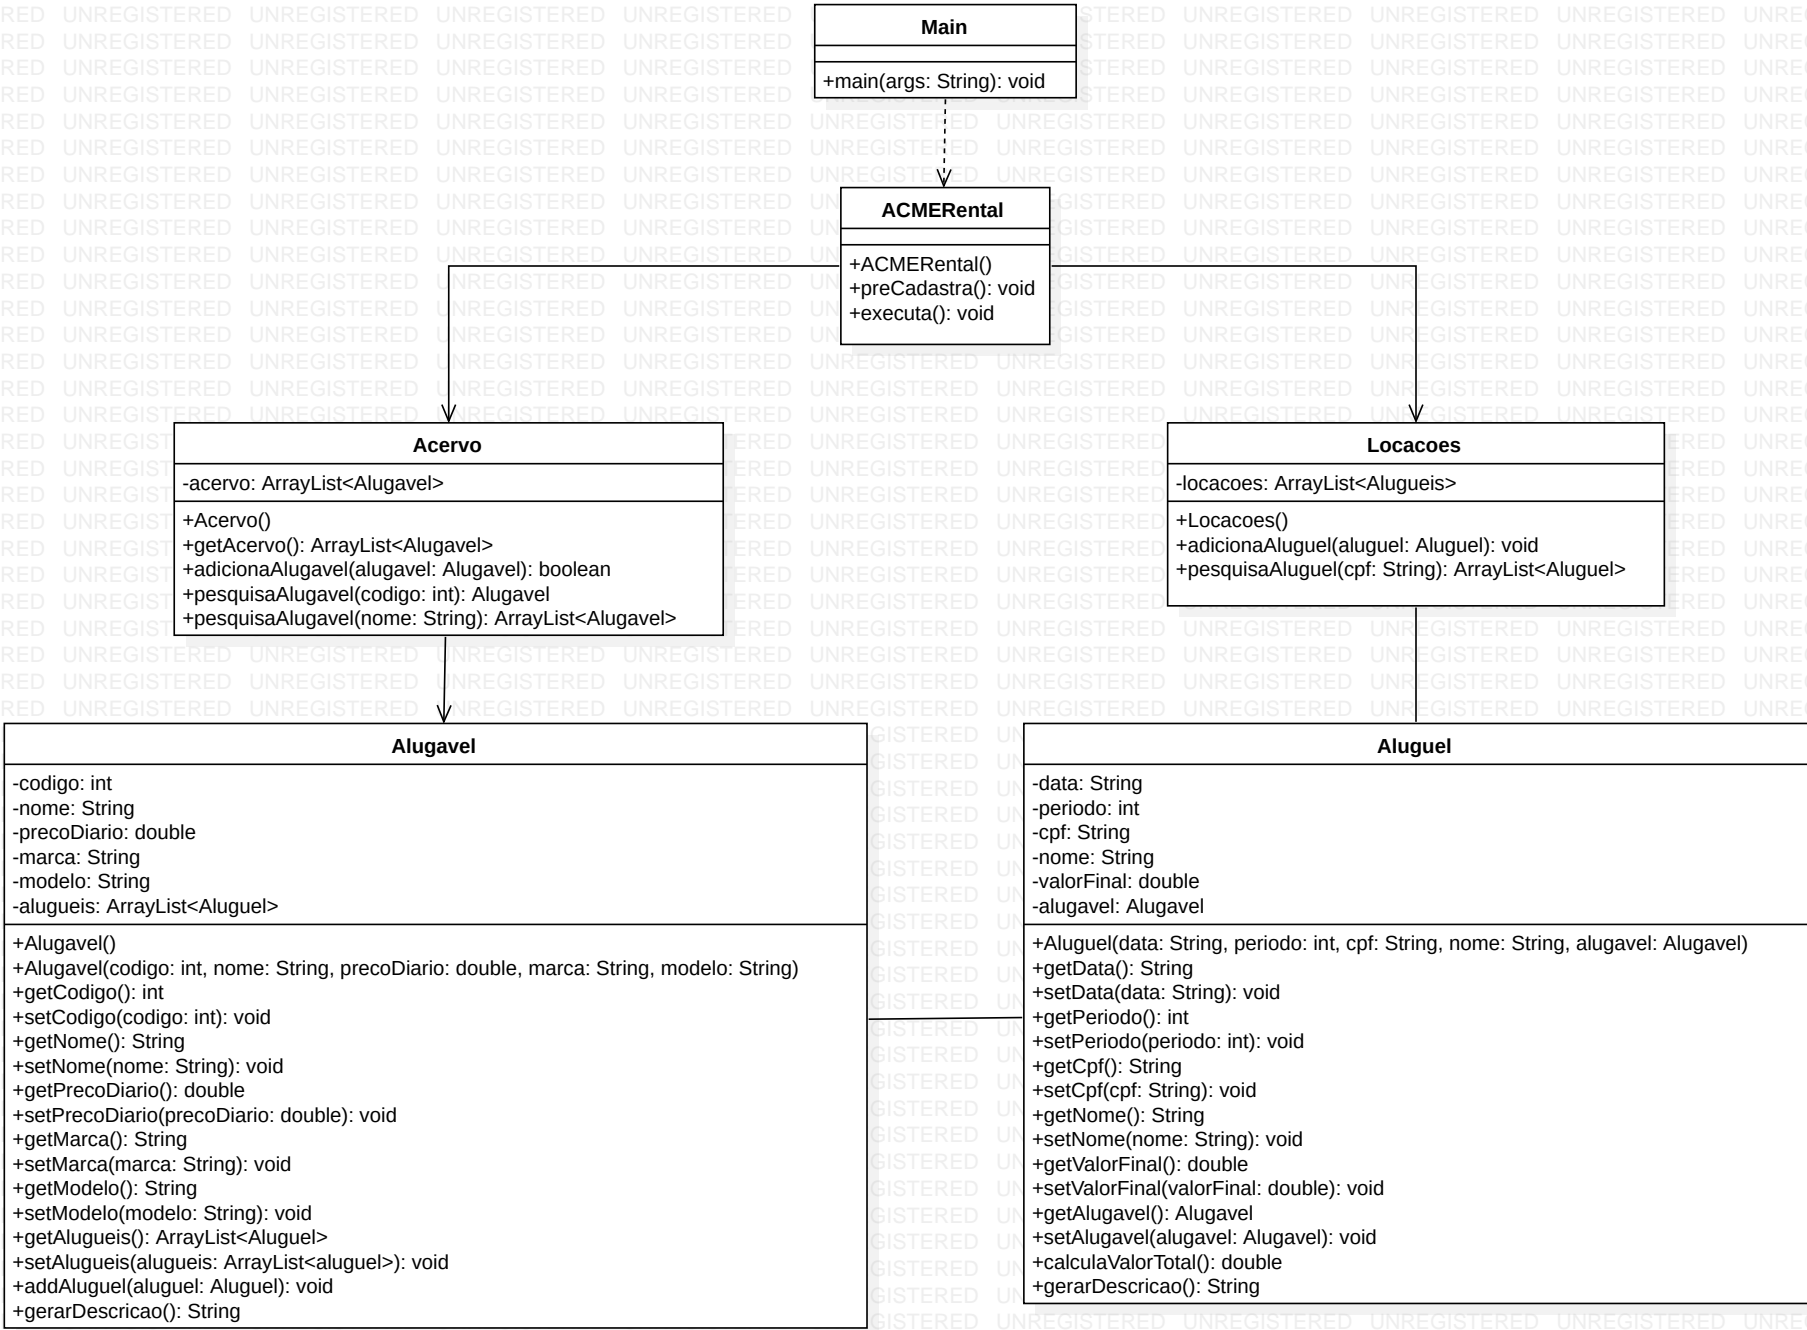 Main
+main(args: String): void
ACMERental
+ACMERental()
+preCadastra(): void
+executa(): void
Acervo
-acervo: ArrayList<Alugavel>
+Acervo()
+getAcervo(): ArrayList<Alugavel>
+adicionaAlugavel(alugavel: Alugavel): boolean
+pesquisaAlugavel(codigo: int): Alugavel
+pesquisaAlugavel(nome: String): ArrayList<Alugavel>
Locacoes
-locacoes: ArrayList<Alugueis>
+Locacoes()
+adicionaAluguel(aluguel: Aluguel): void
+pesquisaAluguel(cpf: String): ArrayList<Aluguel>
Alugavel
-codigo: int
-nome: String
-precoDiario: double
-marca: String
-modelo: String
-alugueis: ArrayList<Aluguel>
+Alugavel()
+Alugavel(codigo: int, nome: String, precoDiario: double, marca: String, modelo: String)
+getCodigo(): int
+setCodigo(codigo: int): void
+getNome(): String
+setNome(nome: String): void
+getPrecoDiario(): double
+setPrecoDiario(precoDiario: double): void
+getMarca(): String
+setMarca(marca: String): void
+getModelo(): String
+setModelo(modelo: String): void
+getAlugueis(): ArrayList<Aluguel>
+setAlugueis(alugueis: ArrayList<aluguel>): void
+addAluguel(aluguel: Aluguel): void
+gerarDescricao(): String
Aluguel
-data: String
-periodo: int
-cpf: String
-nome: String
-valorFinal: double
-alugavel: Alugavel
+Aluguel(data: String, periodo: int, cpf: String, nome: String, alugavel: Alugavel)
+getData(): String
+setData(data: String): void
+getPeriodo(): int
+setPeriodo(periodo: int): void
+getCpf(): String
+setCpf(cpf: String): void
+getNome(): String
+setNome(nome: String): void
+getValorFinal(): double
+setValorFinal(valorFinal: double): void
+getAlugavel(): Alugavel
+setAlugavel(alugavel: Alugavel): void
+calculaValorTotal(): double
+gerarDescricao(): String
UNREGISTERED